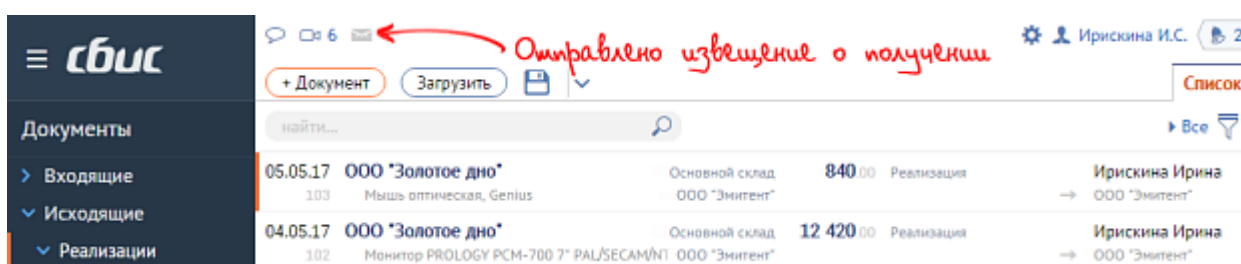 сбис
6
Отправлено извещение о получении
Ирискина И.С.
2
+ Документ
Загрузить
Список
Документы
найти...
Все
Входящие
05.05.17 ООО "Золотое дно" Основной склад 840.00 Реализация Ирискина Ирина
103 Мышь оптическая, Genius ООО "Эмитент" → ООО "Эмитент"
Исходящие
04.05.17 ООО "Золотое дно" Основной склад 12 420.00 Реализация Ирискина Ирина
Реализации
102 Монитор PROLOGY PCM-700 7" PAL/SECAM/NT ООО "Эмитент" → ООО "Эмитент"